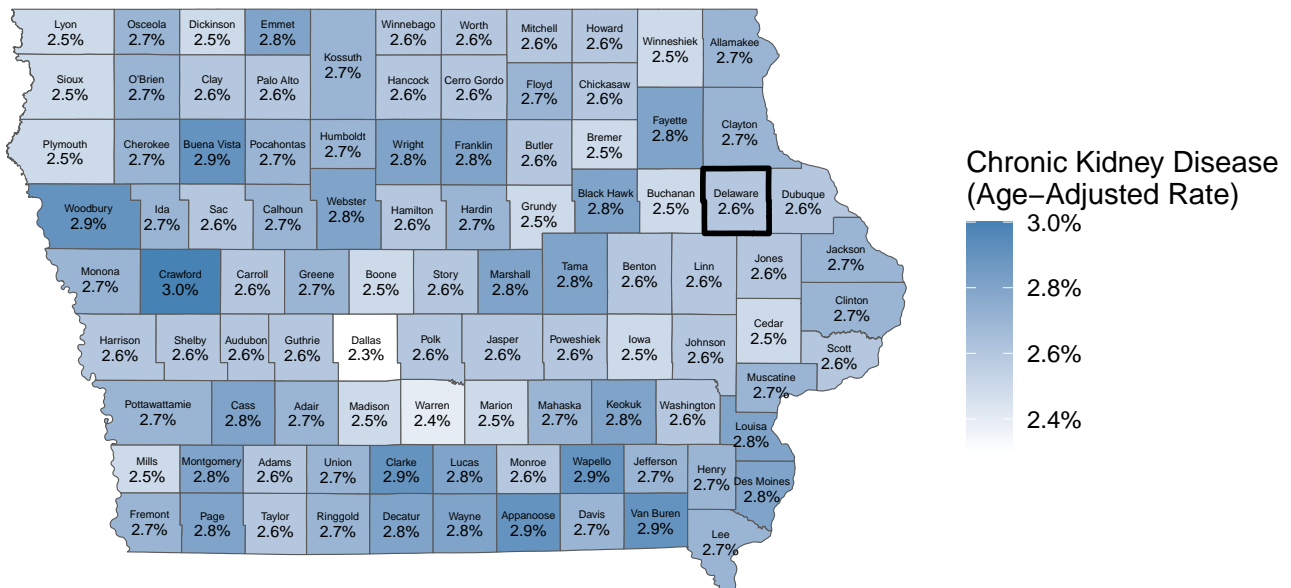 Lyon
2.5%
Osceola
2.7%
Dickinson
2.5%
Emmet
2.8%
Kossuth
2.7%
Winnebago
2.6%
Worth
2.6%
Mitchell
2.6%
Howard
2.6%
Winneshiek
2.5%
Allamakee
2.7%
Sioux
2.5%
O'Brien
2.7%
Clay
2.6%
Palo Alto
2.6%
Hancock
2.6%
Cerro Gordo
2.6%
Floyd
2.7%
Chickasaw
2.6%
Fayette
2.8%
Clayton
2.7%
Plymouth
2.5%
Cherokee
2.7%
Buena Vista
2.9%
Pocahontas
2.7%
Humboldt
2.7%
Wright
2.8%
Franklin
2.8%
Butler
2.6%
Bremer
2.5%
Woodbury
2.9%
Ida
2.7%
Sac
2.6%
Calhoun
2.7%
Webster
2.8%
Hamilton
2.6%
Hardin
2.7%
Grundy
2.5%
Black Hawk
2.8%
Buchanan
2.5%
Delaware
2.6%
Dubuque
2.6%
Monona
2.7%
Crawford
3.0%
Carroll
2.6%
Greene
2.7%
Boone
2.5%
Story
2.6%
Marshall
2.8%
Tama
2.8%
Benton
2.6%
Linn
2.6%
Jones
2.6%
Jackson
2.7%
Clinton
2.7%
Harrison
2.6%
Shelby
2.6%
Audubon
2.6%
Guthrie
2.6%
Dallas
2.3%
Polk
2.6%
Jasper
2.6%
Poweshiek
2.6%
Iowa
2.5%
Johnson
2.6%
Cedar
2.5%
Scott
2.6%
Muscatine
2.7%
Pottawattamie
2.7%
Cass
2.8%
Adair
2.7%
Madison
2.5%
Warren
2.4%
Marion
2.5%
Mahaska
2.7%
Keokuk
2.8%
Washington
2.6%
Louisa
2.8%
Mills
2.5%
Montgomery
2.8%
Adams
2.6%
Union
2.7%
Clarke
2.9%
Lucas
2.8%
Monroe
2.6%
Wapello
2.9%
Jefferson
2.7%
Henry
2.7%
Des Moines
2.8%
Fremont
2.7%
Page
2.8%
Taylor
2.6%
Ringgold
2.7%
Decatur
2.8%
Wayne
2.8%
Appanoose
2.9%
Davis
2.7%
Van Buren
2.9%
Lee
2.7%
Chronic Kidney Disease
(Age−Adjusted Rate)
3.0%
2.8%
2.6%
2.4%